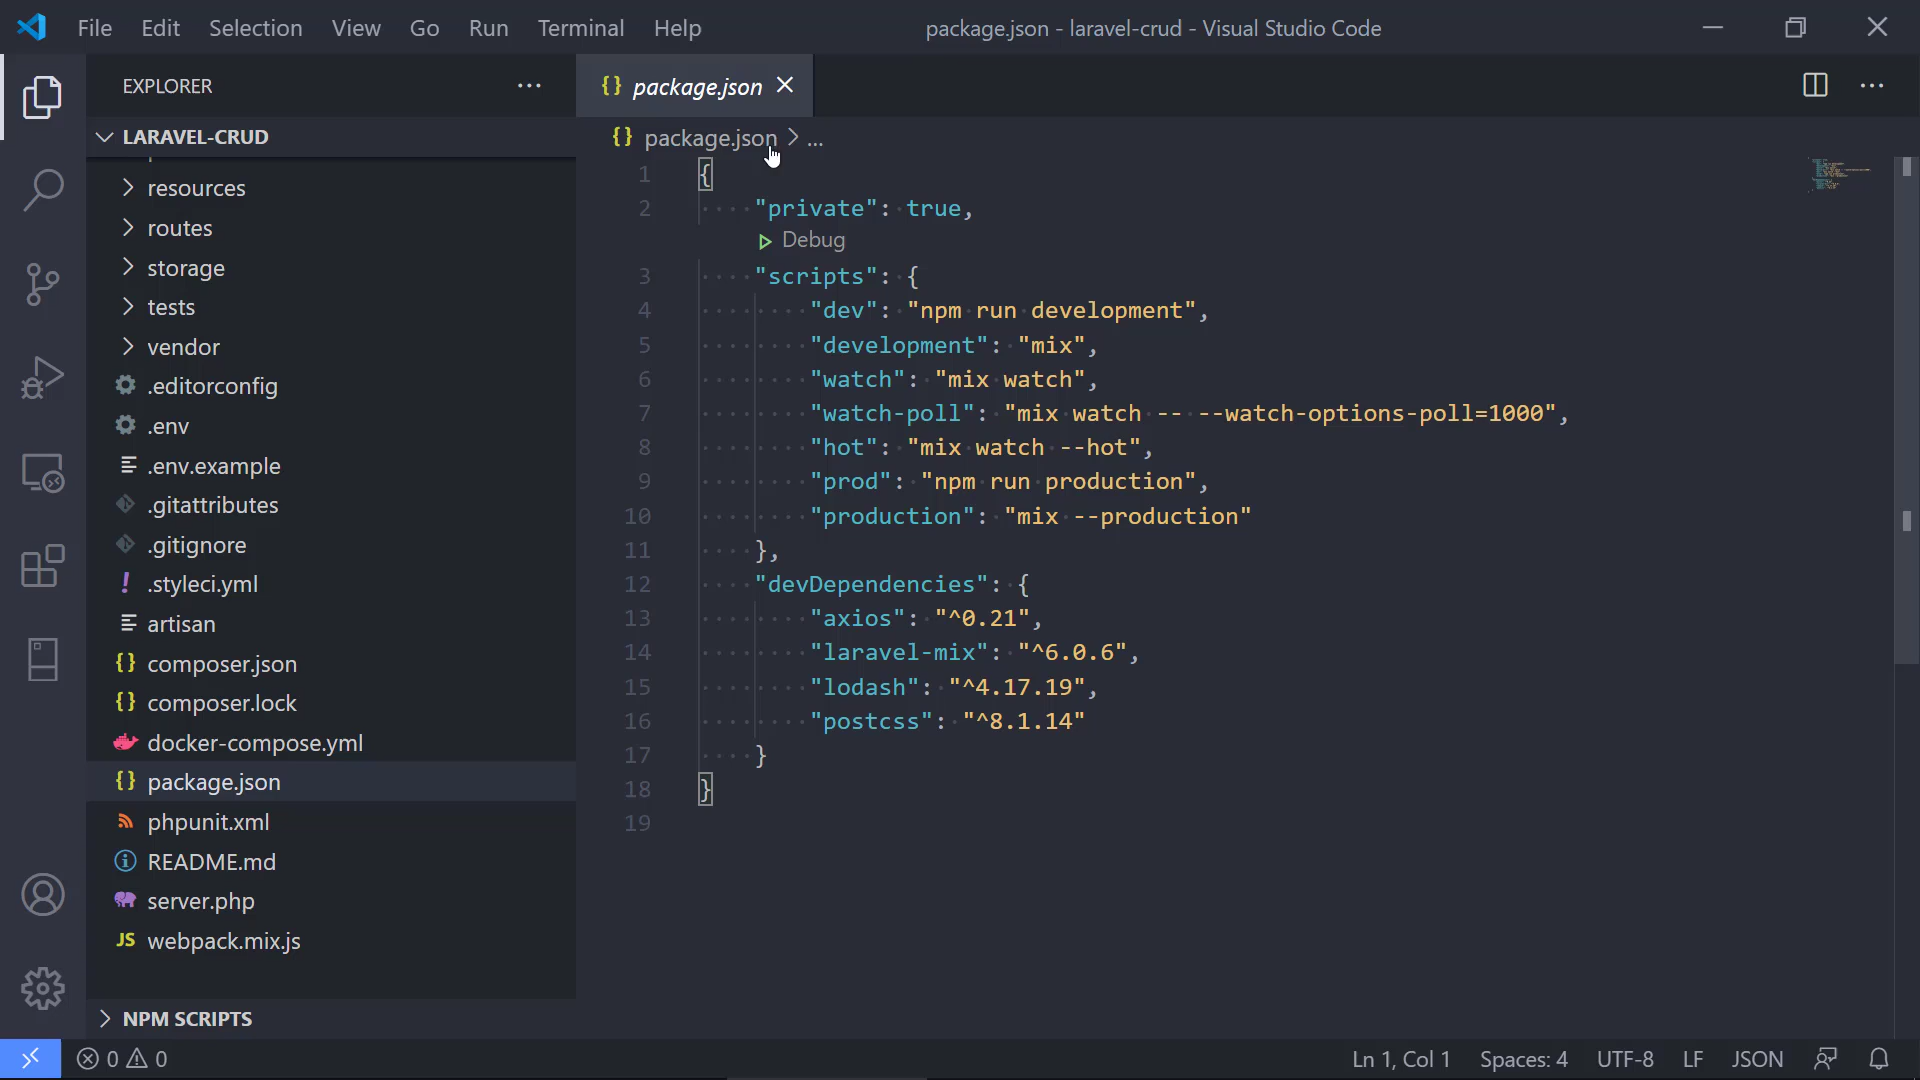 File Edit Selection View Go Run Terminal Help
package.json - laravel-crud - Visual Studio Code
EXPLORER
LARAVEL-CRUD
resources
routes
storage
tests
vendor
.editorconfig
.env
.env.example
.gitattributes
.gitignore
! .styleci.yml
artisan
{} composer.json
{} composer.lock
docker-compose.yml
{} package.json
phpunit.xml
README.md
server.php
JS webpack.mix.js
NPM SCRIPTS
{} package.json
{} package.json > ...
1 {
2 "private": true,
Debug
3 "scripts": {
4 "dev": "npm run development",
5 "development": "mix",
6 "watch": "mix watch",
7 "watch-poll": "mix watch -- --watch-options-poll=1000",
8 "hot": "mix watch --hot",
9 "prod": "npm run production",
10 "production": "mix --production"
11 },
12 "devDependencies": {
13 "axios": "^0.21",
14 "laravel-mix": "^6.0.6",
15 "lodash": "^4.17.19",
16 "postcss": "^8.1.14"
17 }
18 }
19
0 0
Ln 1, Col 1 Spaces: 4 UTF-8 LF JSON